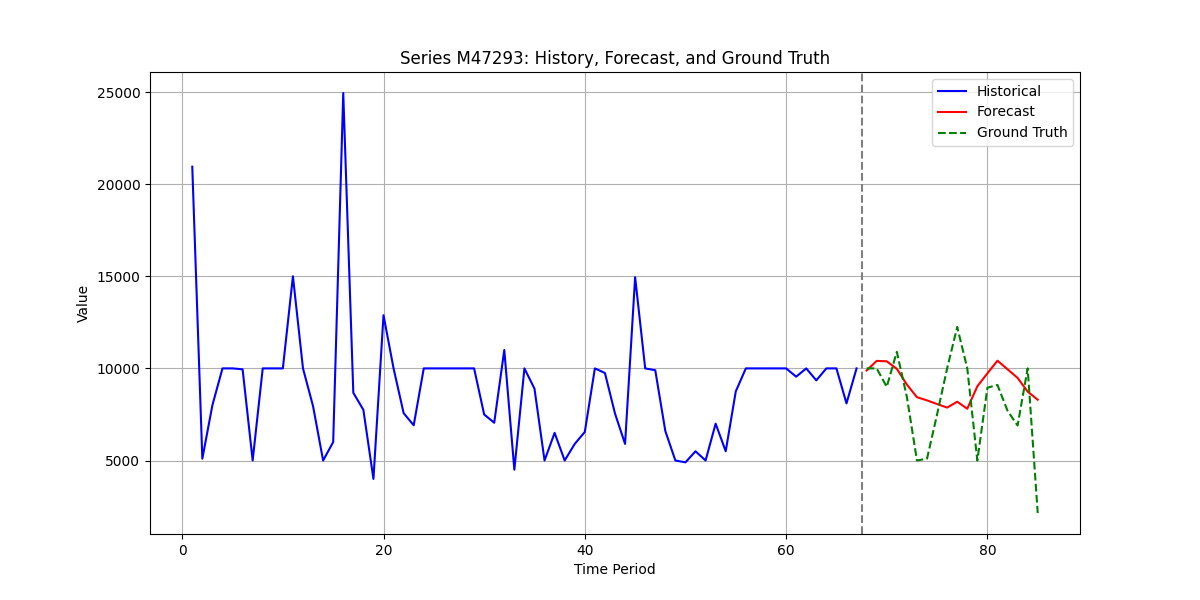 Series M47293: History, Forecast, and Ground Truth
Historical
Forecast
Ground Truth
25000
20000
15000
10000
5000
Value
0
20
40
60
80
Time Period